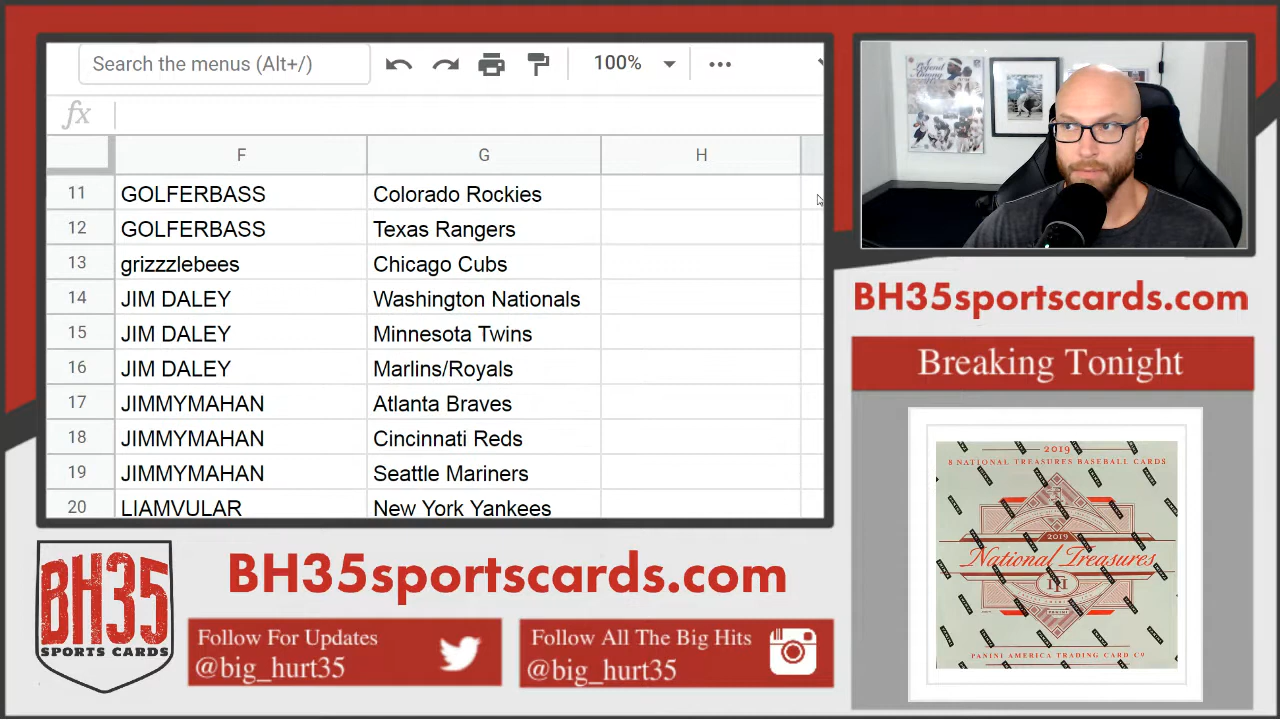 Search the menus (Alt+/)
100%
fx
F G H
11 GOLFERBASS Colorado Rockies
12 GOLFERBASS Texas Rangers
13 grizzzlebees Chicago Cubs
14 JIM DALEY Washington Nationals
15 JIM DALEY Minnesota Twins
16 JIM DALEY Marlins/Royals
17 JIMMYMAHAN Atlanta Braves
18 JIMMYMAHAN Cincinnati Reds
19 JIMMYMAHAN Seattle Mariners
20 LIAMVULAR New York Yankees
A Legend Among
BH35sportscards.com
Breaking Tonight
2019
8 NATIONAL TREASURES BASEBALL CARDS
2019
National Treasures
PANINI AMERICA TRADING CARD CO
BH35
SPORTS CARDS
BH35sportscards.com
Follow For Updates
@big_hurt35
Follow All The Big Hits
@big_hurt35